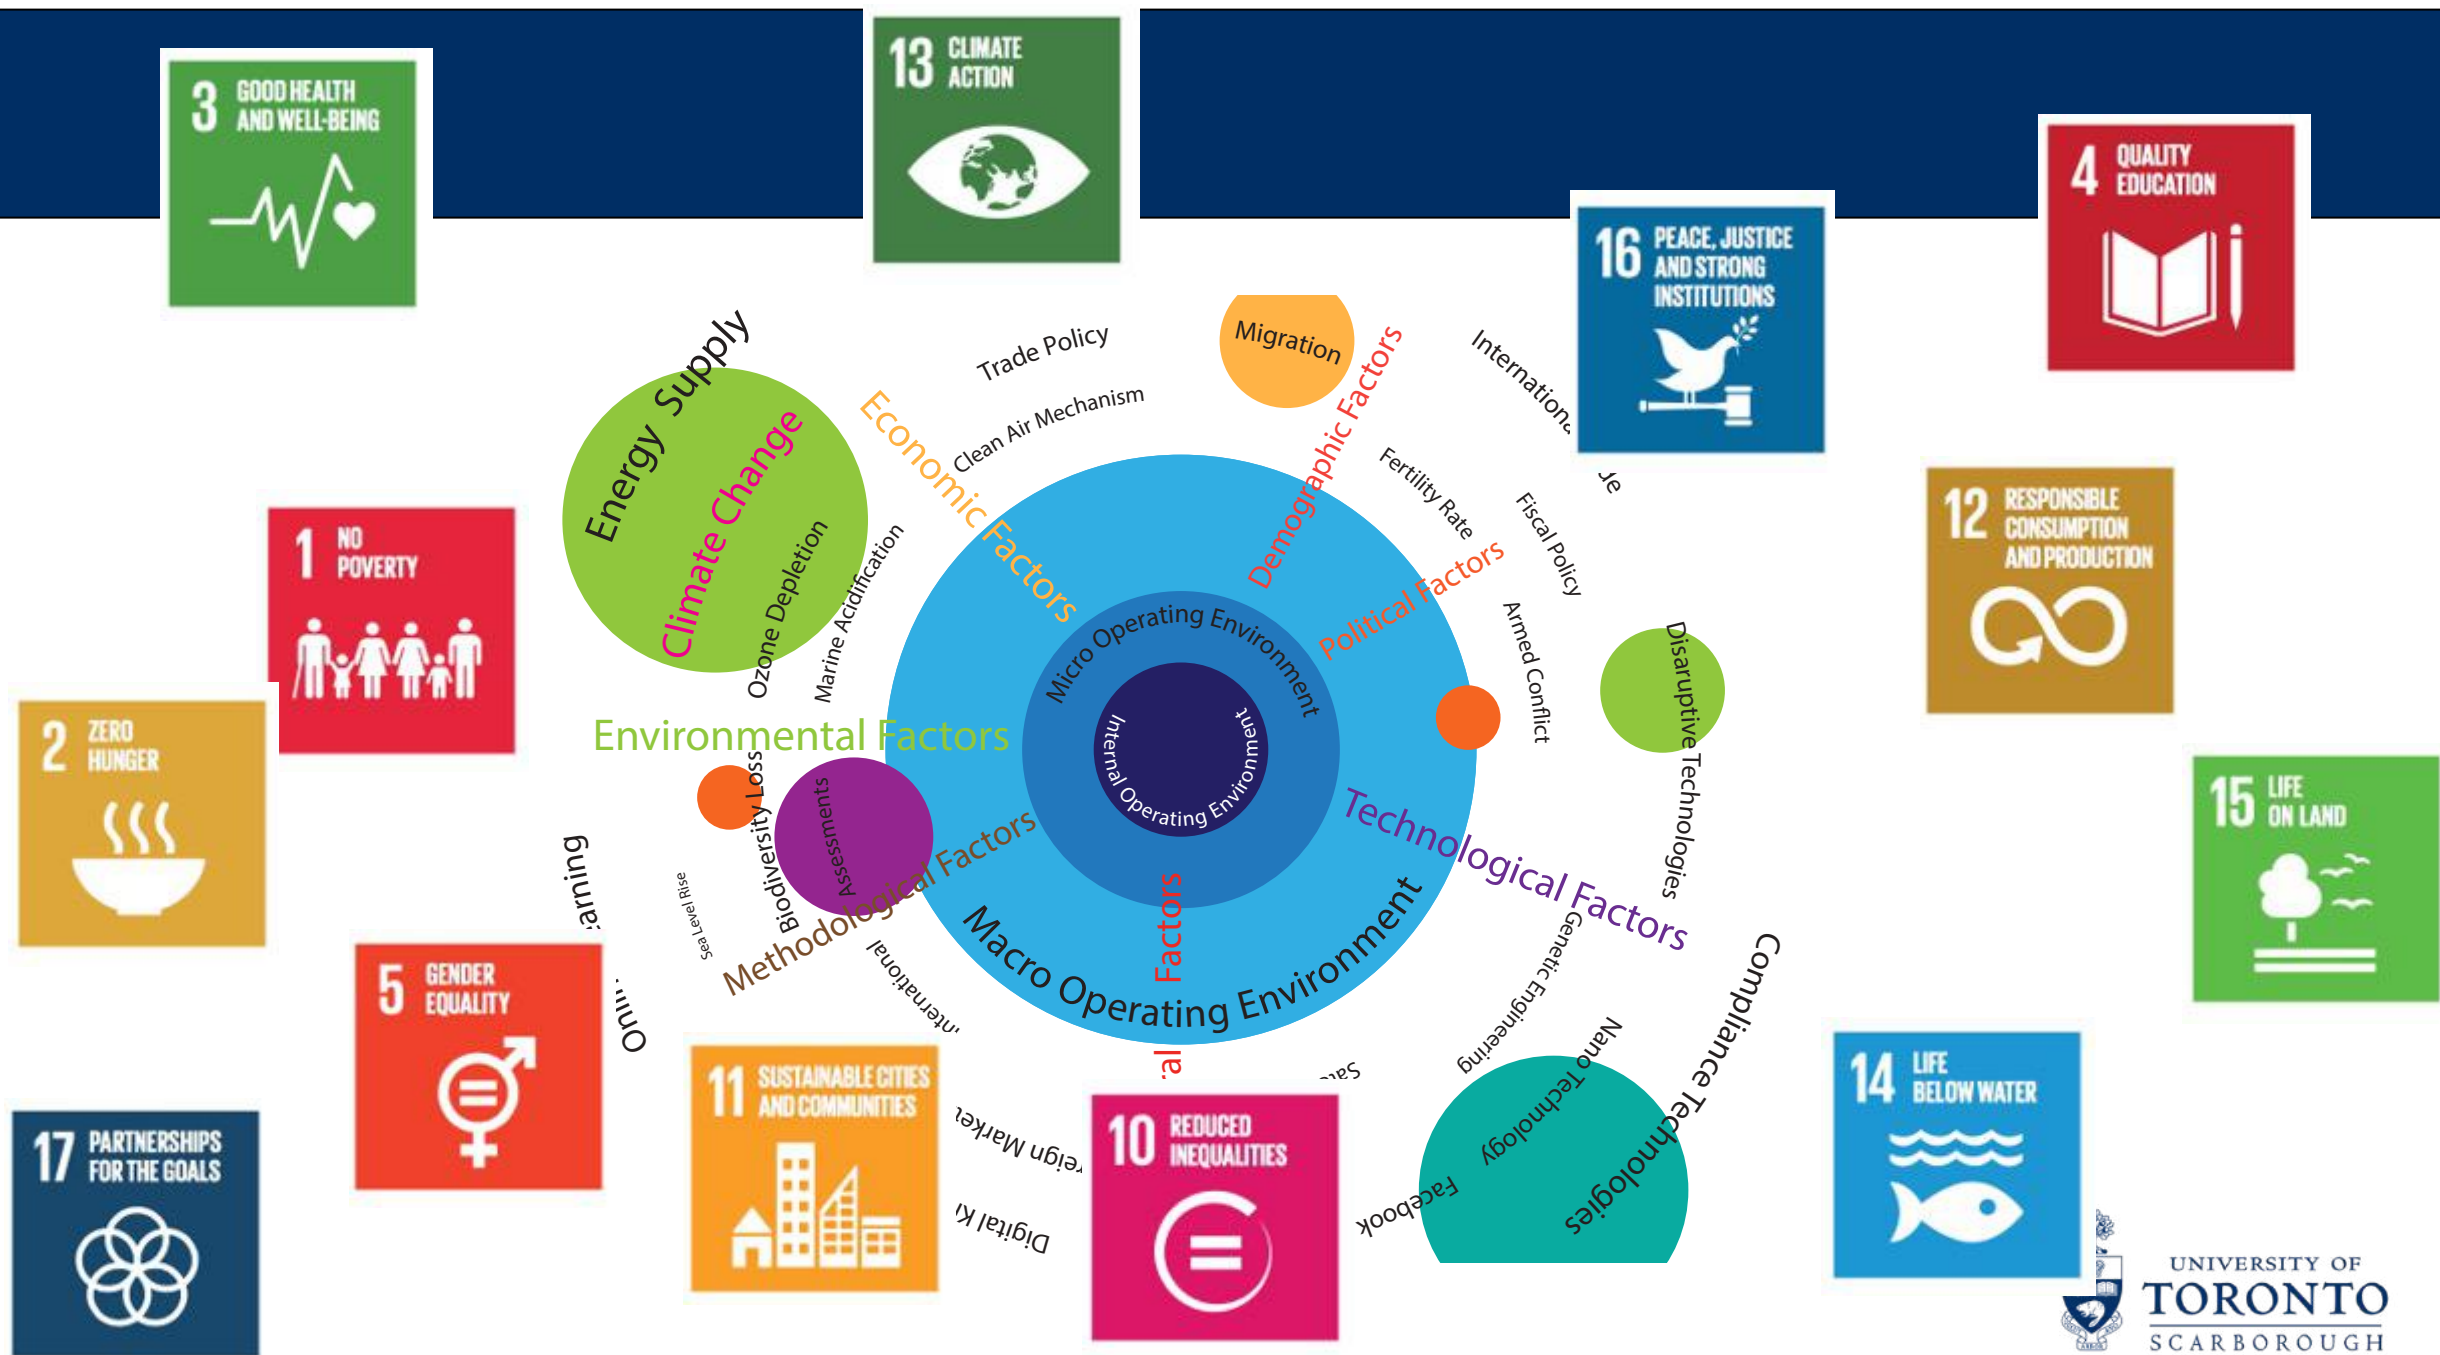 3 GOOD HEALTH
AND WELL-BEING
13 CLIMATE
ACTION
4 QUALITY
EDUCATION
16 PEACE, JUSTICE
AND STRONG
INSTITUTIONS
Migration
Trade Policy
Clean Air Mechanism
Energy Supply
Climate Change
Ozone Depletion
Marine Acidification
Economic Factors
Demographic Factors
Fertility Rate
Fiscal Policy
Political Factors
Armed Conflict
12 RESPONSIBLE
CONSUMPTION
AND PRODUCTION
1 NO
POVERTY
2 ZERO
HUNGER
Environmental Factors
Micro Operating Environment
Internal Operating Environment
Macro Operating Environment
Disaruptive Technologies
Technological Factors
15 LIFE
ON LAND
Biodiversity Loss
Assessments
Sea Level Rise
Methodological Factors
Factors
Genetic Engineering
Nano Technology
Compliance Technologies
Facebook
5 GENDER
EQUALITY
11 SUSTAINABLE CITIES
AND COMMUNITIES
10 REDUCED
INEQUALITIES
Digital
14 LIFE
BELOW WATER
17 PARTNERSHIPS
FOR THE GOALS
UNIVERSITY OF
TORONTO
SCARBOROUGH